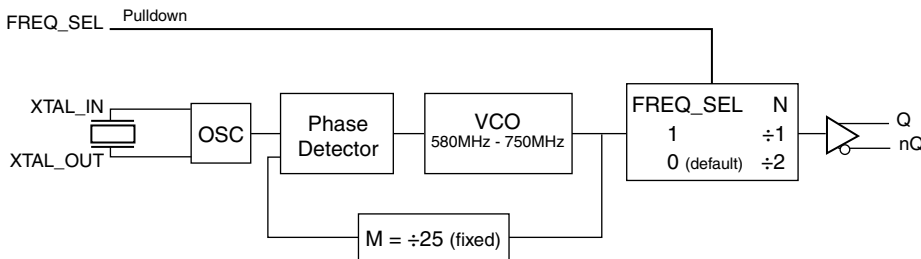 FREQ_SEL Pulldown
XTAL_IN
XTAL_OUT
OSC
Phase
Detector
VCO
580MHz - 750MHz
FREQ_SEL N
1 ÷1
0 (default) ÷2
Q
nQ
M = ÷25 (fixed)